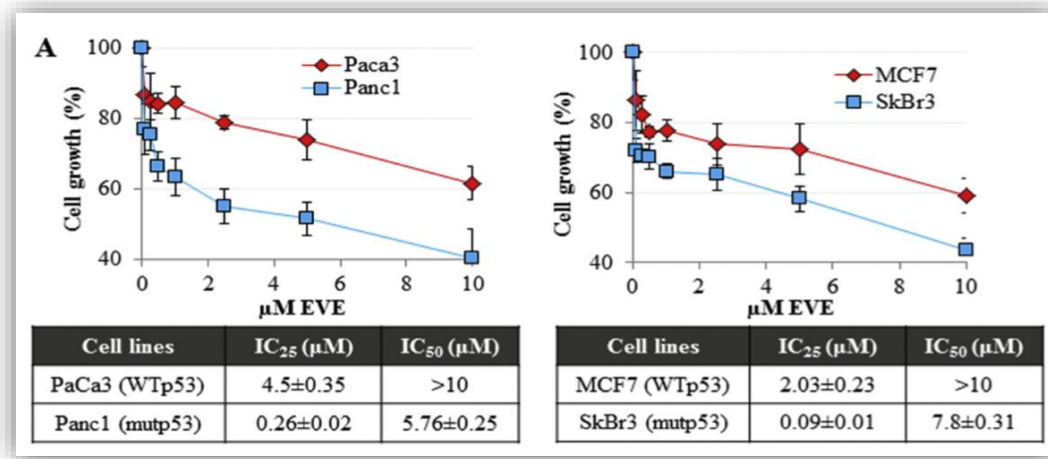 A
Cell growth (%)
100
80
60
40
Paca3
Panc1
0 2 4 6 8 10
µM EVE
Cell growth (%)
100
80
60
40
MCF7
SkBr3
0 2 4 6 8 10
µM EVE
Cell lines IC25 (µM) IC50 (µM)
PaCa3 (WTp53) 4.5±0.35 >10
Panc1 (mutp53) 0.26±0.02 5.76±0.25
Cell lines IC25 (µM) IC50 (µM)
MCF7 (WTp53) 2.03±0.23 >10
SkBr3 (mutp53) 0.09±0.01 7.8±0.31